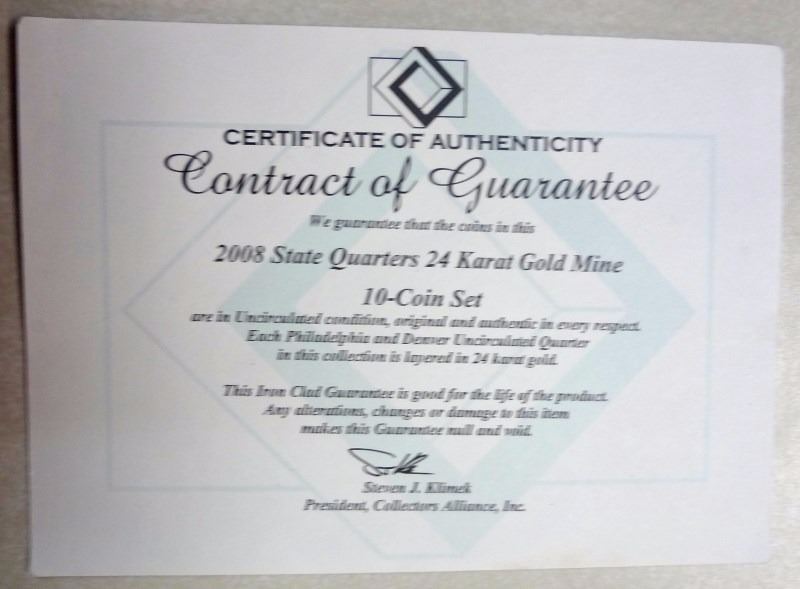 CERTIFICATE OF AUTHENTICITY
Contract of Guarantee
We guarantee that the coins in this
2008 State Quarters 24 Karat Gold Mine
10-Coin Set
are in Uncirculated condition, original and authentic in every respect.
Each Philadelphia and Denver Uncirculated Quarter
in this collection is layered in 24 karat gold.
This Iron Clad Guarantee is good for the life of the product.
Any alterations, changes or damage to this item
makes this Guarantee null and void.
Steven J. Klimek
President, Collectors Alliance, Inc.